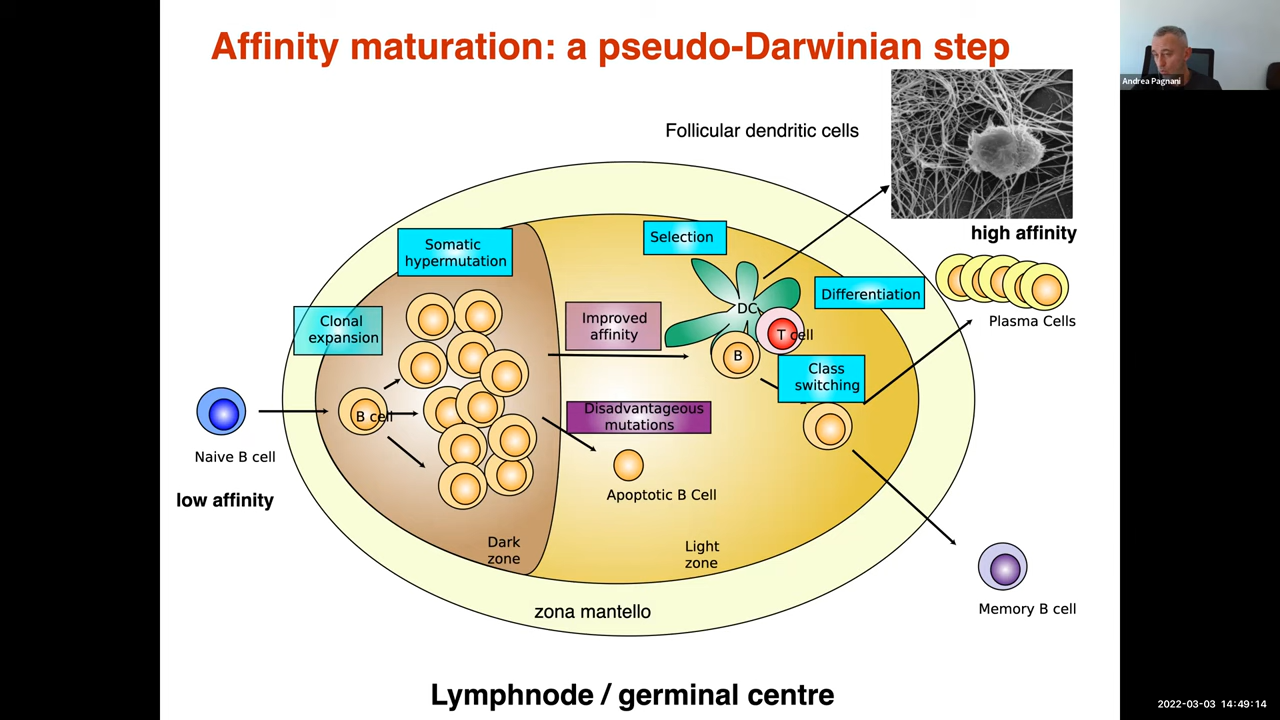 Affinity maturation: a pseudo-Darwinian step
Andrea Pagnani
Follicular dendritic cells
high affinity
Somatic
hypermutation
Selection
Differentiation
Clonal
expansion
Improved
affinity
DC
T cell
B
Plasma Cells
Class
switching
B cell
Disadvantageous
mutations
Naive B cell
low affinity
Apoptotic B Cell
Dark
zone
Light
zone
zona mantello
Memory B cell
Lymphnode / germinal centre
2022-03-03 14:49:14